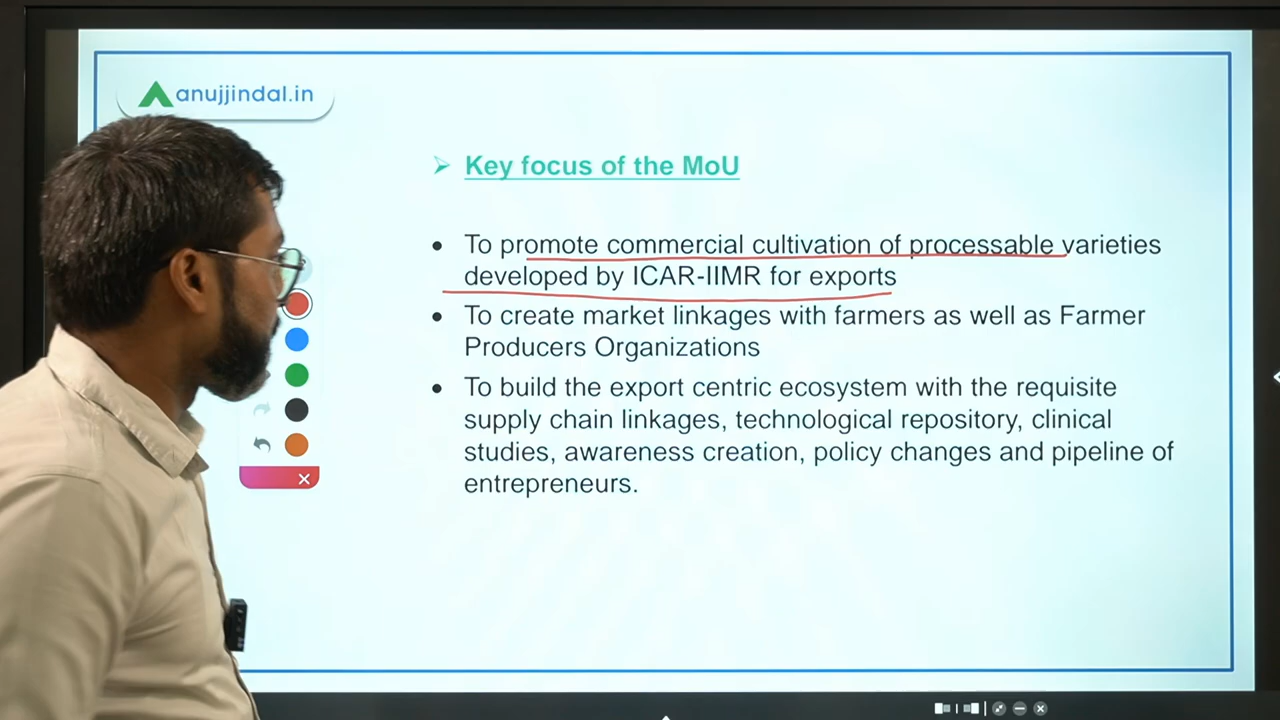 anujjindal.in
Key focus of the MoU
To promote commercial cultivation of processable varieties
developed by ICAR-IIMR for exports
To create market linkages with farmers as well as Farmer
Producers Organizations
To build the export centric ecosystem with the requisite
supply chain linkages, technological repository, clinical
studies, awareness creation, policy changes and pipeline of
entrepreneurs.